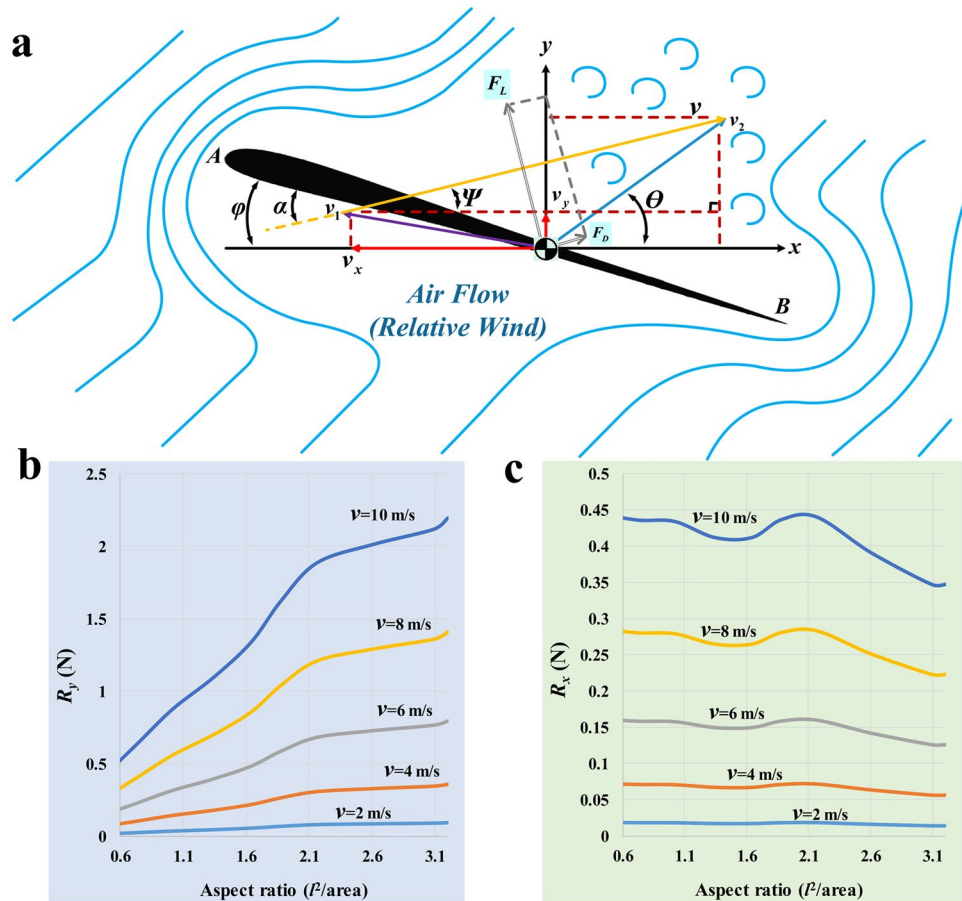 a
y
F_L
v
v_2
A
φ
α
Ψ
v_1
v_y
θ
F_D
x
v_x
B
Air Flow
(Relative Wind)
b
2.5
2
1.5
1
0.5
0
R_y (N)
v=10 m/s
v=8 m/s
v=6 m/s
v=4 m/s
v=2 m/s
0.6 1.1 1.6 2.1 2.6 3.1
Aspect ratio (l²/area)
c
0.5
0.45
0.4
0.35
0.3
0.25
0.2
0.15
0.1
0.05
0
R_x (N)
v=10 m/s
v=8 m/s
v=6 m/s
v=4 m/s
v=2 m/s
0.6 1.1 1.6 2.1 2.6 3.1
Aspect ratio (l²/area)